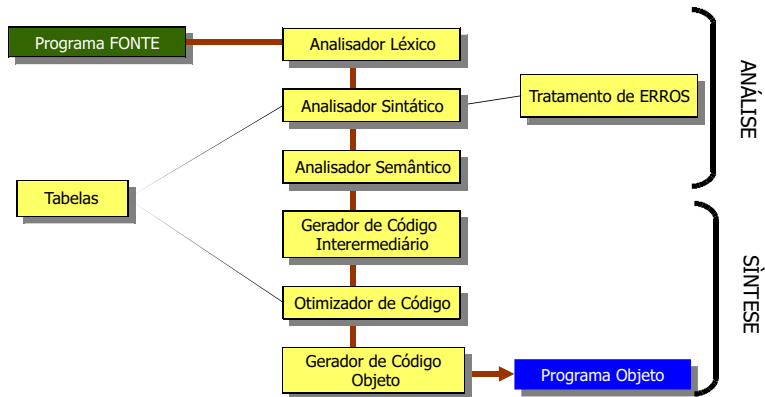 Programa FONTE
Analisador Léxico
Analisador Sintático
Tratamento de ERROS
ANÁLISE
Analisador Semântico
Tabelas
Gerador de Código
Interermediário
Otimizador de Código
SÌNTESE
Gerador de Código
Objeto
Programa Objeto